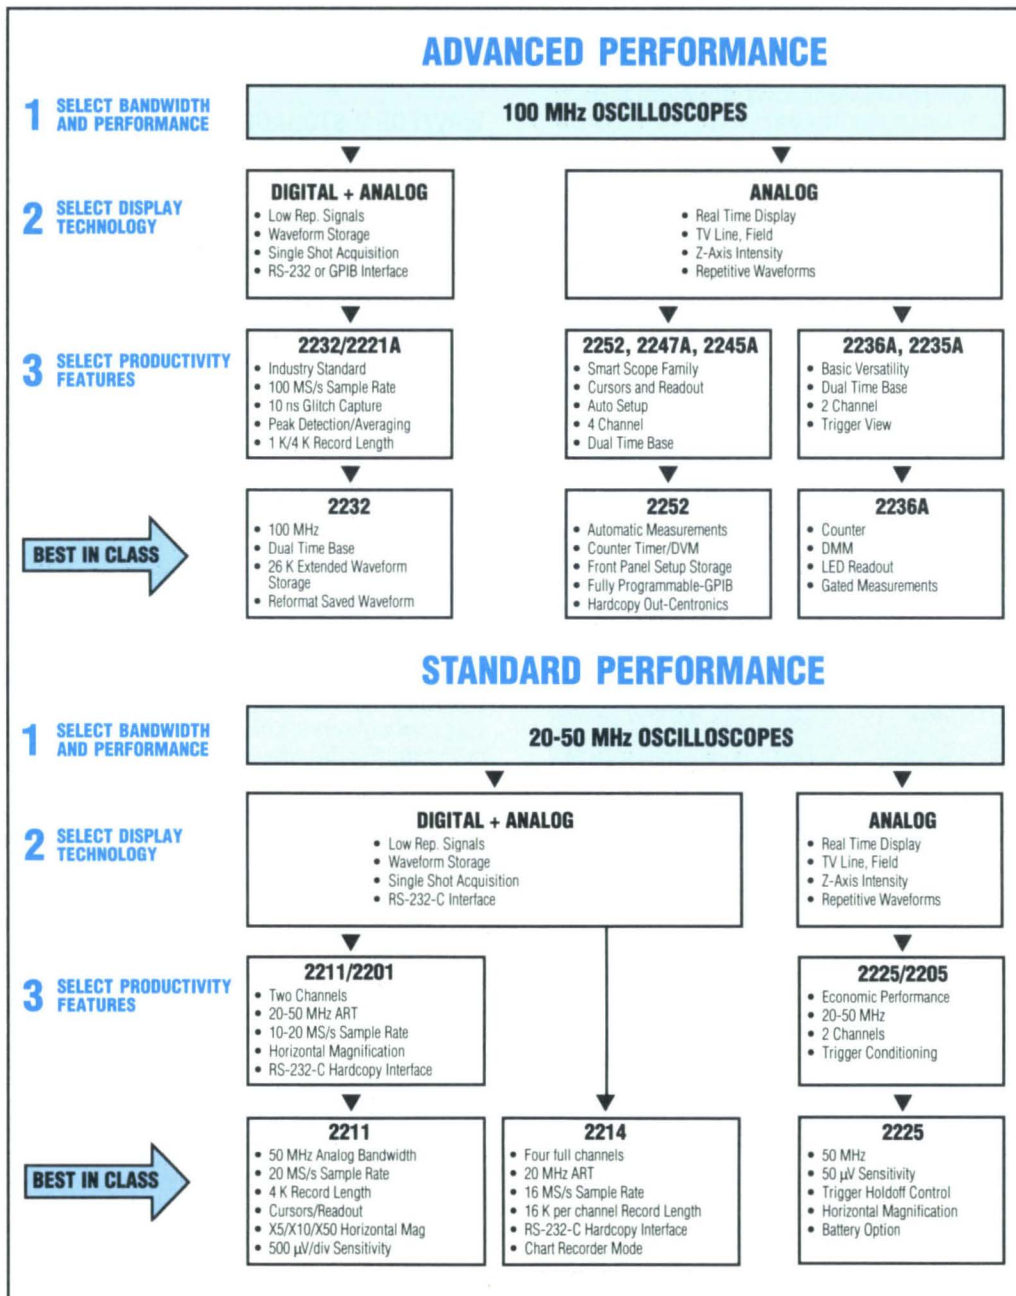 ADVANCED PERFORMANCE
1 SELECT BANDWIDTH
AND PERFORMANCE
100 MHz OSCILLOSCOPES
2 SELECT DISPLAY
TECHNOLOGY
DIGITAL + ANALOG
• Low Rep. Signals
• Waveform Storage
• Single Shot Acquisition
• RS-232 or GPIB Interface
ANALOG
• Real Time Display
• TV Line, Field
• Z-Axis Intensity
• Repetitive Waveforms
3 SELECT PRODUCTIVITY
FEATURES
2232/2221A
• Industry Standard
• 100 MS/s Sample Rate
• 10 ns Glitch Capture
• Peak Detection/Averaging
• 1 K/4 K Record Length
2252, 2247A, 2245A
• Smart Scope Family
• Cursors and Readout
• Auto Setup
• 4 Channel
• Dual Time Base
2236A, 2235A
• Basic Versatility
• Dual Time Base
• 2 Channel
• Trigger View
BEST IN CLASS
2232
• 100 MHz
• Dual Time Base
• 26 K Extended Waveform
Storage
• Reformat Saved Waveform
2252
• Automatic Measurements
• Counter Timer/DVM
• Front Panel Setup Storage
• Fully Programmable-GPIB
• Hardcopy Out-Centronics
2236A
• Counter
• DMM
• LED Readout
• Gated Measurements
STANDARD PERFORMANCE
1 SELECT BANDWIDTH
AND PERFORMANCE
20-50 MHz OSCILLOSCOPES
2 SELECT DISPLAY
TECHNOLOGY
DIGITAL + ANALOG
• Low Rep. Signals
• Waveform Storage
• Single Shot Acquisition
• RS-232-C Interface
ANALOG
• Real Time Display
• TV Line, Field
• Z-Axis Intensity
• Repetitive Waveforms
3 SELECT PRODUCTIVITY
FEATURES
2211/2201
• Two Channels
• 20-50 MHz ART
• 10-20 MS/s Sample Rate
• Horizontal Magnification
• RS-232-C Hardcopy Interface
2225/2205
• Economic Performance
• 20-50 MHz
• 2 Channels
• Trigger Conditioning
BEST IN CLASS
2211
• 50 MHz Analog Bandwidth
• 20 MS/s Sample Rate
• 4 K Record Length
• Cursors/Readout
• X5/X10/X50 Horizontal Mag
• 500 µV/div Sensitivity
2214
• Four full channels
• 20 MHz ART
• 16 MS/s Sample Rate
• 16 K per channel Record Length
• RS-232-C Hardcopy Interface
• Chart Recorder Mode
2225
• 50 MHz
• 50 µV Sensitivity
• Trigger Holdoff Control
• Horizontal Magnification
• Battery Option